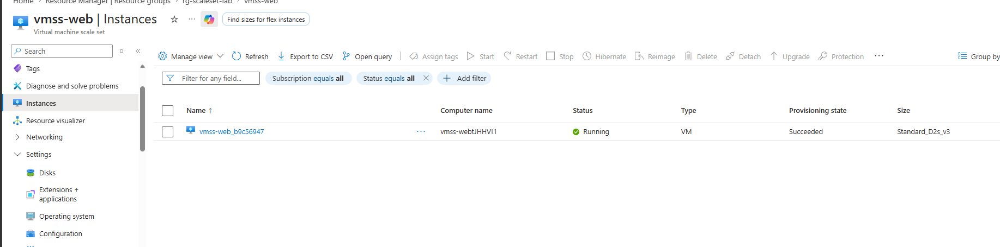 Home > Resource Manager | Resource groups > rg-scaleset-lab > vmss-web
vmss-web | Instances
Find sizes for flex instances
Virtual machine scale set
Search
Manage view
Refresh
Export to CSV
Open query
Assign tags
Start
Restart
Stop
Hibernate
Reimage
Delete
Detach
Upgrade
Protection
Group by
Tags
Diagnose and solve problems
Instances
Resource visualizer
Networking
Settings
Disks
Extensions +
applications
Operating system
Configuration
Filter for any field...
Subscription equals all
Status equals all
Add filter
Name ↑ Computer name Status Type Provisioning state Size
vmss-web_b9c56947 ... vmss-webtJHHVI1 Running VM Succeeded Standard_D2s_v3